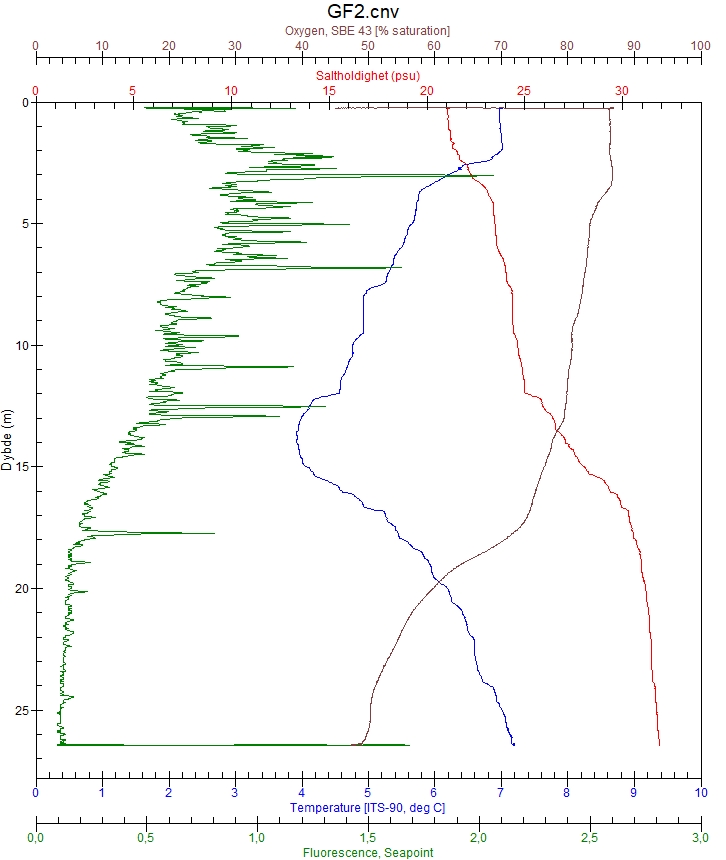 GF2.cnv
Oxygen, SBE 43 [% saturation]
0 10 20 30 40 50 60 70 80 90 100
Saltholdighet (psu)
0 5 10 15 20 25 30
0
5
10
15
20
25
Dybde (m)
0 1 2 3 4 5 6 7 8 9 10
Temperature [ITS-90, deg C]
0,0 0,5 1,0 1,5 2,0 2,5 3,0
Fluorescence, Seapoint